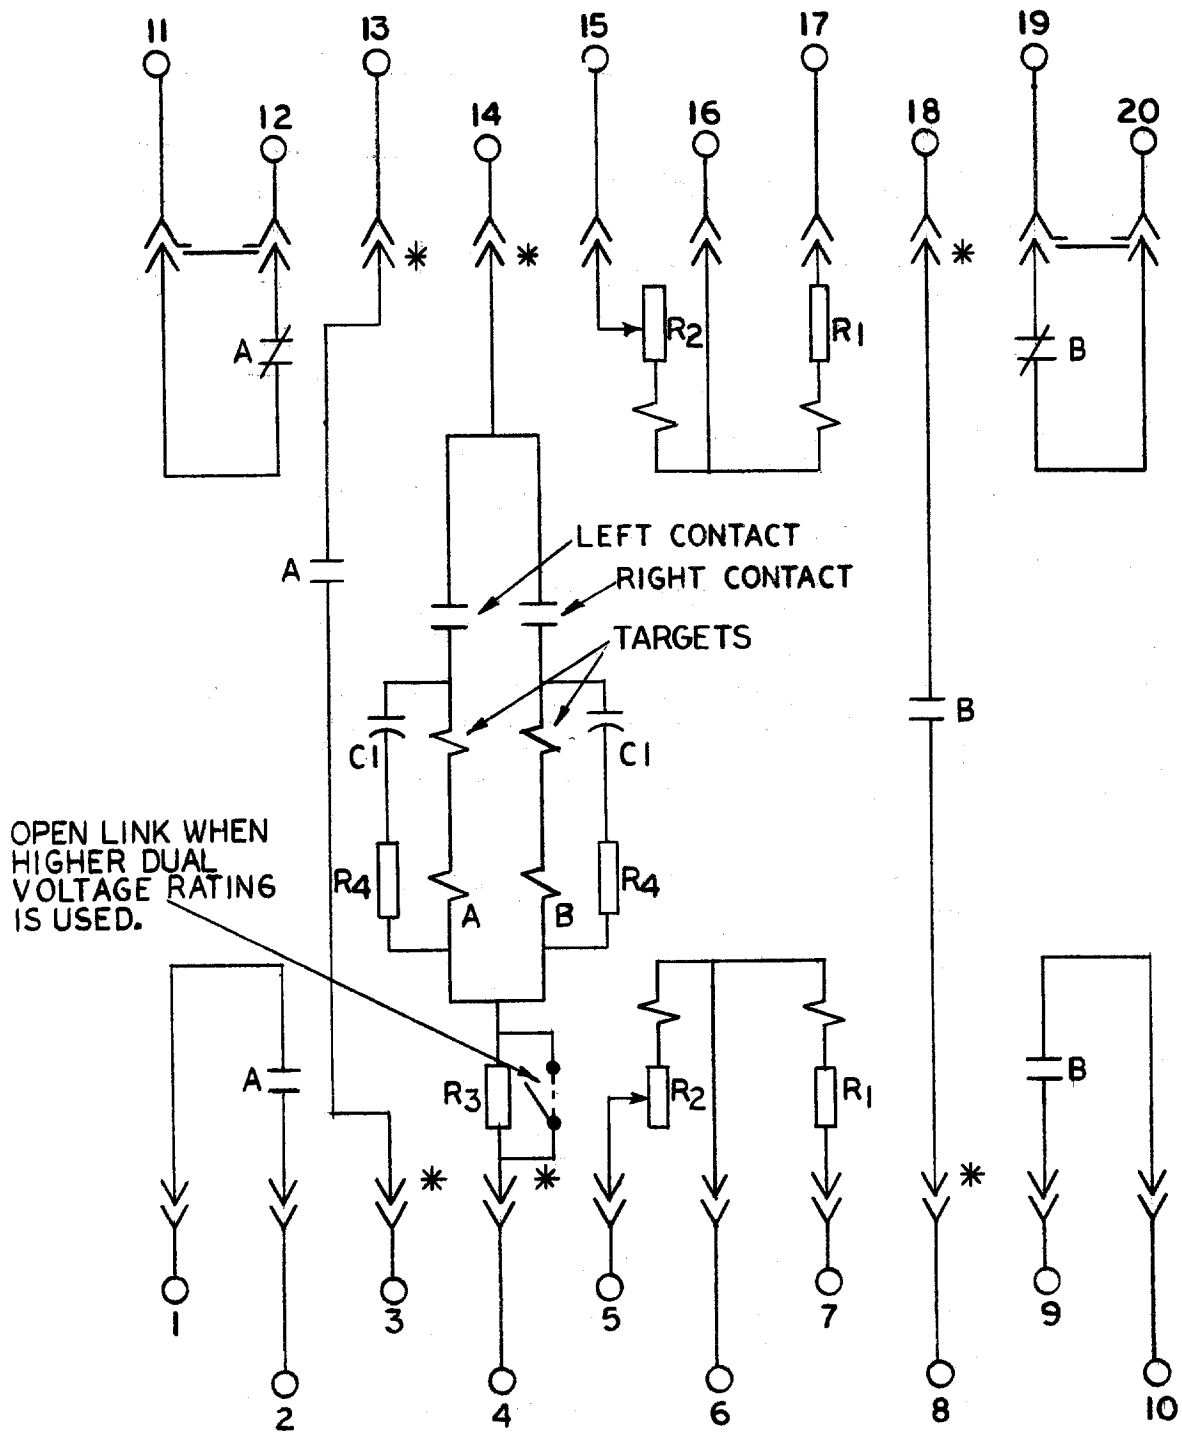 11
13
15
17
19
12
14
16
18
20
*
*
*
A
R2
R1
B
LEFT CONTACT
A
RIGHT CONTACT
TARGETS
B
C1
C1
OPEN LINK WHEN
HIGHER DUAL
VOLTAGE RATING
IS USED.
R4
R4
A
B
A
R3
R2
R1
B
*
*
*
1
3
5
7
9
2
4
6
8
10